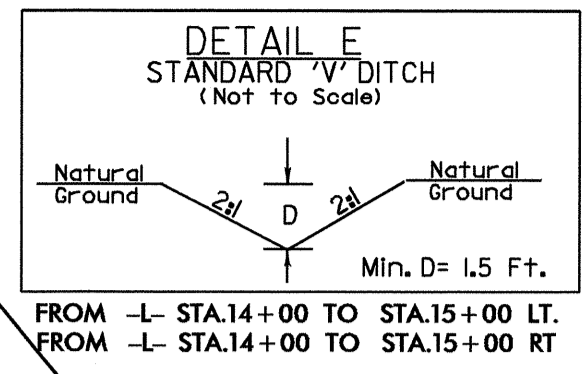 DETAIL E
STANDARD 'V' DITCH
(Not to Scale)
Natural
Ground
2:1
D
2:1
Natural
Ground
Min. D= 1.5 Ft.
FROM -L- STA.14+00 TO STA.15+00 LT.
FROM -L- STA.14+00 TO STA.15+00 RT